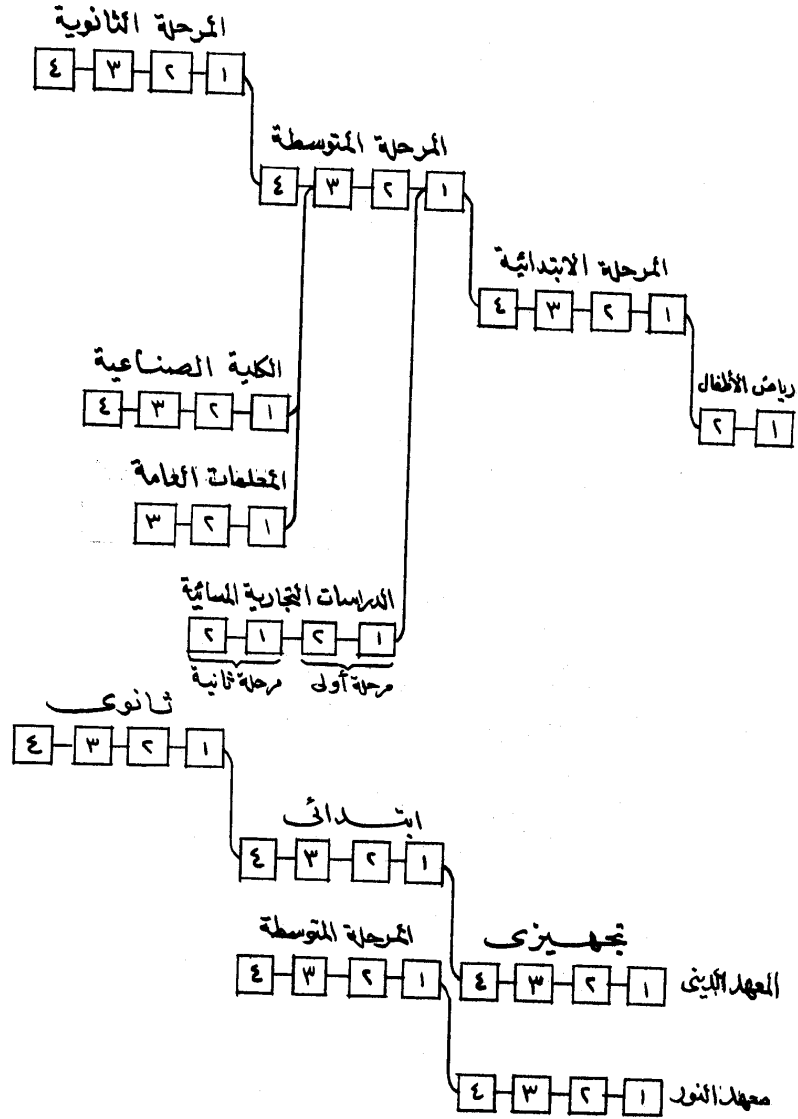 المرحلة الثانوية
١ ٢ ٣ ٤
المرحلة المتوسطة
١ ٢ ٣ ٤
المرحلة الابتدائية
١ ٢ ٣ ٤
رياض الأطفال
١ ٢
الكلية الصناعية
١ ٢ ٣ ٤
المعلمات العامة
١ ٢ ٣
الدراسات التجارية المسائية
١ ٢ ١ ٢
مرحلة أولى مرحلة ثانية
ثانوى
١ ٢ ٣ ٤
ابتدائى
١ ٢ ٣ ٤
المرحلة المتوسطة
١ ٢ ٣ ٤
تجهيزى
المعهد الدينى ١ ٢ ٣ ٤
معهد النور ١ ٢ ٣ ٤